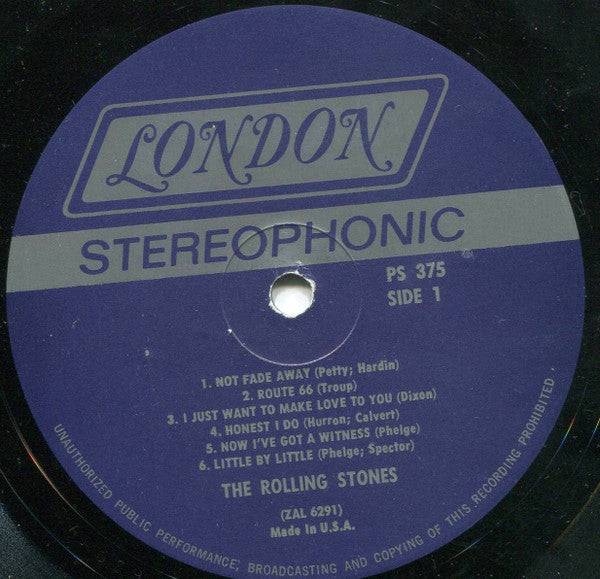 LONDON
STEREOPHONIC
PS 375
SIDE 1
1. NOT FADE AWAY (Petty; Hardin)
2. ROUTE 66 (Troup)
3. I JUST WANT TO MAKE LOVE TO YOU (Dixon)
4. HONEST I DO (Hurron; Calvert)
5. NOW I'VE GOT A WITNESS (Phelge)
6. LITTLE BY LITTLE (Phelge; Spector)
THE ROLLING STONES
(ZAL 6291)
Made In U.S.A.
UNAUTHORIZED PUBLIC PERFORMANCE, BROADCASTING AND COPYING OF THIS RECORDING PROHIBITED.